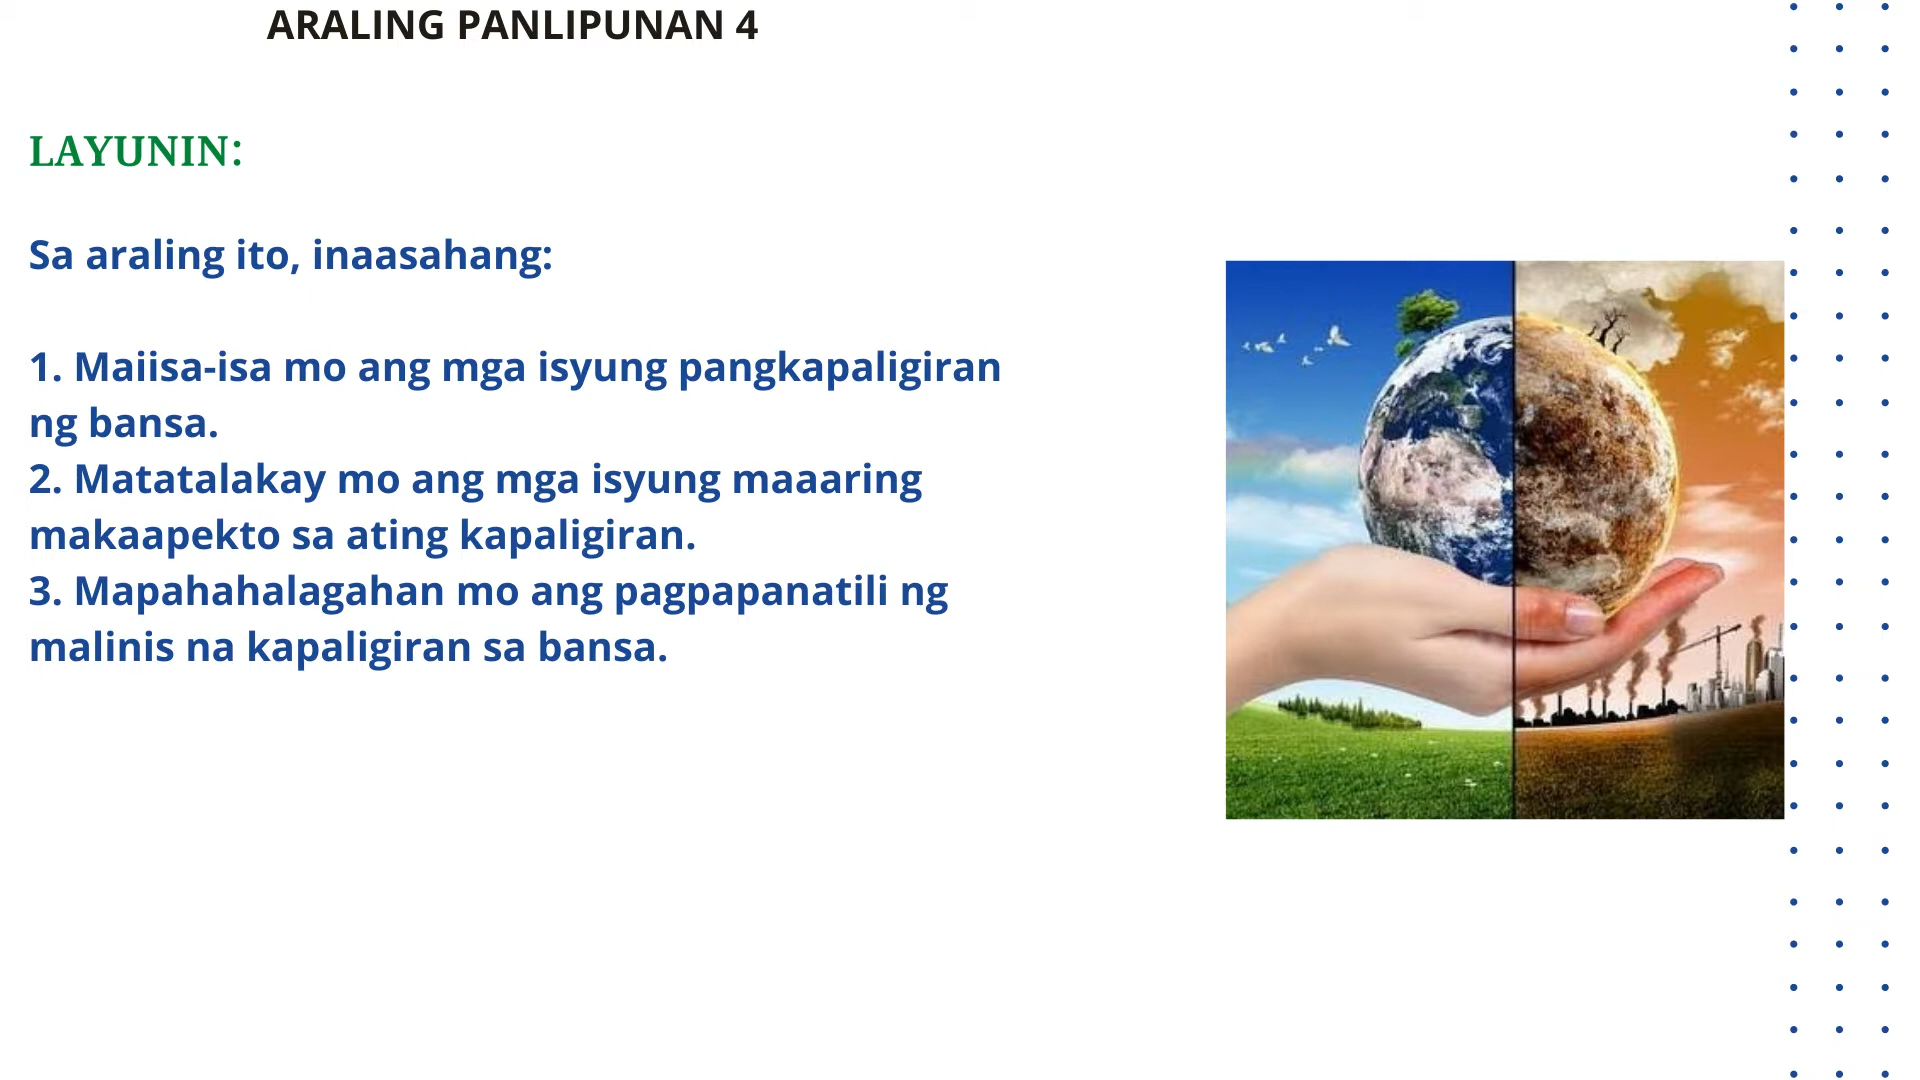 ARALING PANLIPUNAN 4
LAYUNIN:
Sa araling ito, inaasahang:
1. Maiisa-isa mo ang mga isyung pangkapaligiran
ng bansa.
2. Matatalakay mo ang mga isyung maaaring
makaapekto sa ating kapaligiran.
3. Mapahahalagahan mo ang pagpapanatili ng
malinis na kapaligiran sa bansa.